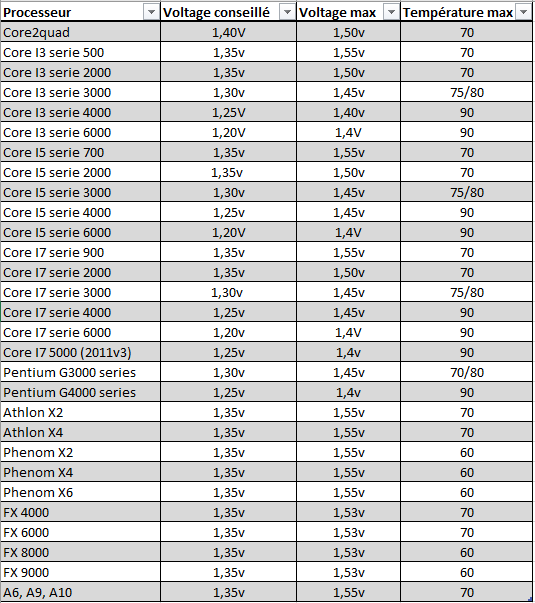 Processeur Voltage conseillé Voltage max Température max
Core2quad 1,40V 1,50v 70
Core I3 serie 500 1,35v 1,55v 70
Core I3 serie 2000 1,35v 1,50v 70
Core I3 serie 3000 1,30v 1,45v 75/80
Core I3 serie 4000 1,25V 1,40v 90
Core I3 serie 6000 1,20V 1,4V 90
Core I5 serie 700 1,35v 1,55v 70
Core I5 serie 2000 1,35v 1,50v 70
Core I5 serie 3000 1,30v 1,45v 75/80
Core I5 serie 4000 1,25v 1,45v 90
Core I5 serie 6000 1,20V 1,4V 90
Core I7 serie 900 1,35v 1,55v 70
Core I7 serie 2000 1,35v 1,50v 70
Core I7 serie 3000 1,30v 1,45v 75/80
Core I7 serie 4000 1,25v 1,45v 90
Core I7 serie 6000 1,20v 1,4V 90
Core I7 5000 (2011v3) 1,25v 1,4v 90
Pentium G3000 series 1,30v 1,45v 70/80
Pentium G4000 series 1,25v 1,4v 90
Athlon X2 1,35v 1,55v 70
Athlon X4 1,35v 1,55v 70
Phenom X2 1,35v 1,55v 60
Phenom X4 1,35v 1,55v 60
Phenom X6 1,35v 1,55v 60
FX 4000 1,35v 1,53v 70
FX 6000 1,35v 1,53v 70
FX 8000 1,35v 1,53v 60
FX 9000 1,35v 1,53v 60
A6, A9, A10 1,35v 1,55v 70